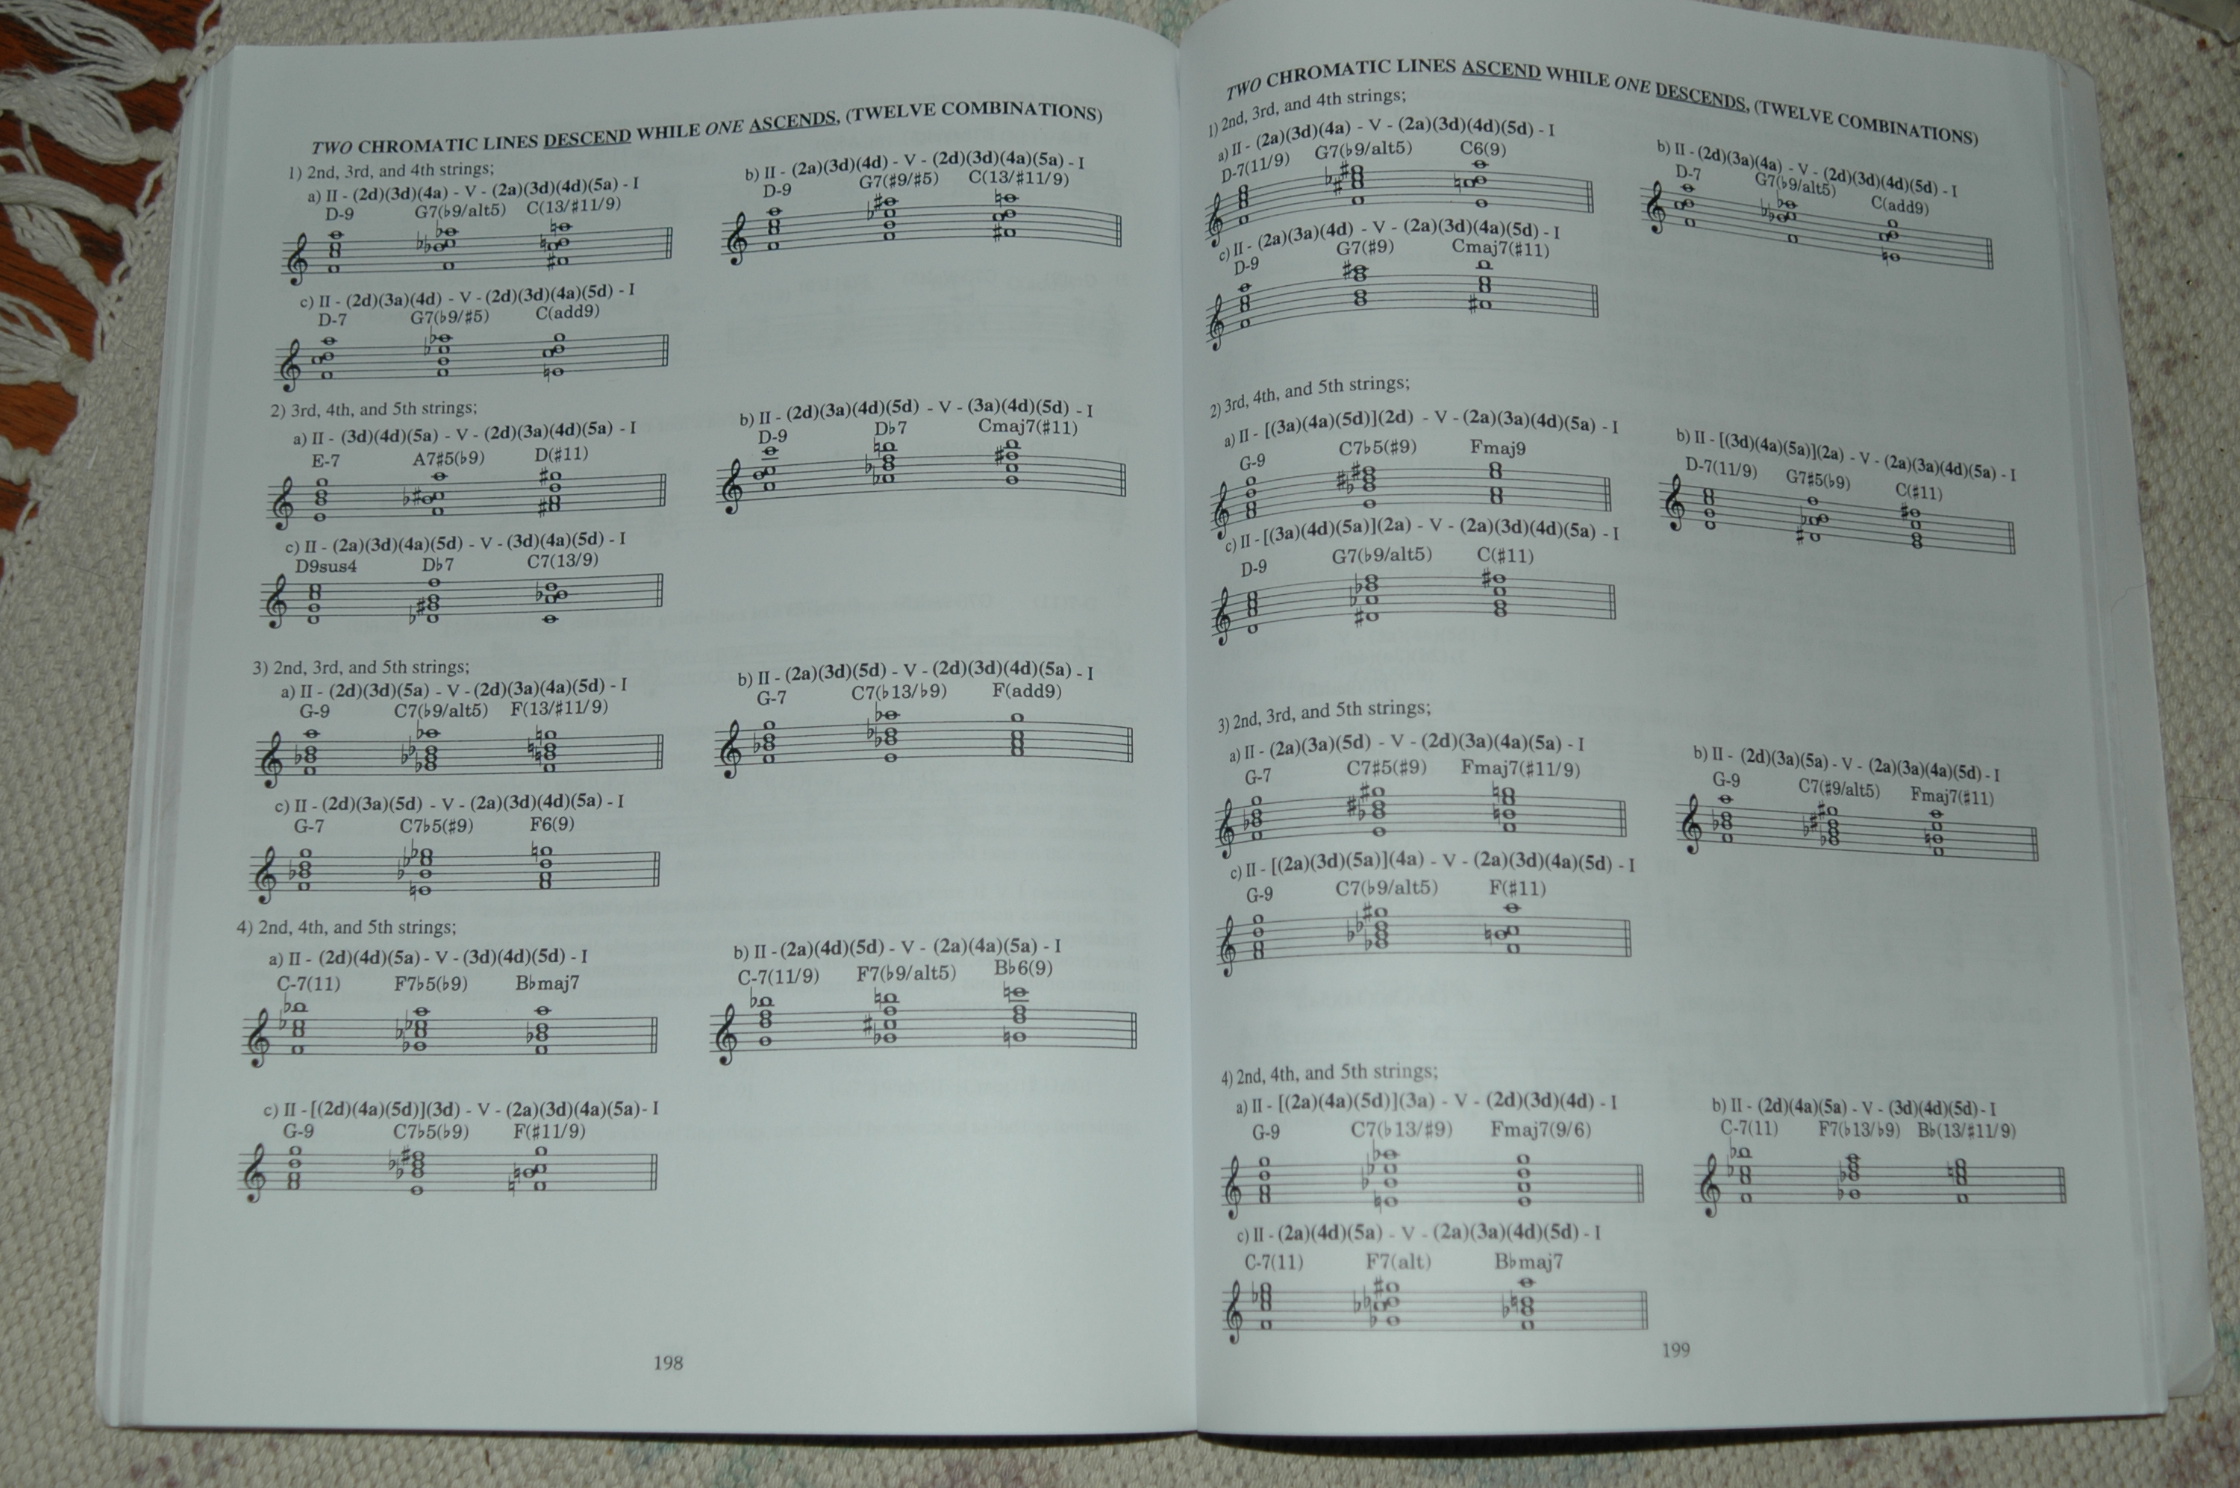 TWO CHROMATIC LINES DESCEND WHILE ONE ASCENDS, (TWELVE COMBINATIONS)
1) 2nd, 3rd, and 4th strings;
a) II - (2d)(3d)(4a) - V - (2a)(3d)(4d)(5a) - I
D-9 G7(♭9/alt5) C(13/♯11/9)
b) II - (2a)(3d)(4d) - V - (2d)(3d)(4a)(5a) - I
D-9 G7(♯9/♯5) C(13/♯11/9)
c) II - (2d)(3a)(4d) - V - (2d)(3d)(4a)(5d) - I
D-7 G7(♭9/♯5) C(add9)
2) 3rd, 4th, and 5th strings;
a) II - (3d)(4d)(5a) - V - (2d)(3a)(4d)(5a) - I
E-7 A7♯5(♭9) D(♯11)
b) II - (2d)(3a)(4d)(5d) - V - (3a)(4d)(5d) - I
D-9 D♭7 Cmaj7(♯11)
c) II - (2a)(3d)(4a)(5d) - V - (3d)(4a)(5d) - I
D9sus4 D♭7 C7(13/9)
3) 2nd, 3rd, and 5th strings;
a) II - (2d)(3d)(5a) - V - (2d)(3a)(4a)(5d) - I
G-9 C7(♭9/alt5) F(13/♯11/9)
b) II - (2a)(3d)(5d) - V - (2d)(3d)(4d)(5a) - I
G-7 C7(♭13/♭9) F(add9)
c) II - (2d)(3a)(5d) - V - (2a)(3d)(4d)(5a) - I
G-7 C7♭5(♯9) F6(9)
4) 2nd, 4th, and 5th strings;
a) II - (2d)(4d)(5a) - V - (3d)(4d)(5d) - I
C-7(11) F7♭5(♭9) B♭maj7
b) II - (2a)(4d)(5d) - V - (2a)(4a)(5a) - I
C-7(11/9) F7(♭9/alt5) B♭6(9)
c) II - [(2d)(4a)(5d)](3d) - V - (2a)(3d)(4a)(5a) - I
G-9 C7♭5(♭9) F(♯11/9)
198
TWO CHROMATIC LINES ASCEND WHILE ONE DESCENDS, (TWELVE COMBINATIONS)
1) 2nd, 3rd, and 4th strings;
a) II - (2a)(3d)(4a) - V - (2a)(3d)(4d)(5d) - I
D-7(11/9) G7(♭9/alt5) C6(9)
b) II - (2d)(3a)(4a) - V - (2d)(3d)(4d)(5d) - I
D-7 G7(♭9/alt5) C(add9)
c) II - (2a)(3a)(4d) - V - (2a)(3d)(4a)(5d) - I
D-9 G7(♯9) Cmaj7(♯11)
2) 3rd, 4th, and 5th strings;
a) II - [(3a)(4a)(5d)](2d) - V - (2a)(3a)(4d)(5a) - I
G-9 C7♭5(♯9) Fmaj9
b) II - [(3d)(4a)(5a)](2a) - V - (2a)(3a)(4d)(5a) - I
D-7(11/9) G7♯5(♭9) C(♯11)
c) II - [(3a)(4d)(5a)](2a) - V - (2a)(3d)(4d)(5a) - I
D-9 G7(♭9/alt5) C(♯11)
3) 2nd, 3rd, and 5th strings;
a) II - (2a)(3a)(5d) - V - (2d)(3a)(4a)(5a) - I
G-7 C7♯5(♯9) Fmaj7(♯11/9)
b) II - (2d)(3a)(5a) - V - (2a)(3a)(4a)(5d) - I
G-9 C7(♯9/alt5) Fmaj7(♯11)
c) II - [(2a)(3d)(5a)](4a) - V - (2a)(3d)(4a)(5d) - I
G-9 C7(♭9/alt5) F(♯11)
4) 2nd, 4th, and 5th strings;
a) II - [(2a)(4a)(5d)](3a) - V - (2d)(3d)(4d) - I
G-9 C7(♭13/♯9) Fmaj7(9/6)
b) II - (2d)(4a)(5a) - V - (3d)(4d)(5d) - I
C-7(11) F7(♭13/♭9) B♭(13/♯11/9)
c) II - (2a)(4d)(5a) - V - (2a)(3a)(4d)(5d) - I
C-7(11) F7(alt) B♭maj7
199